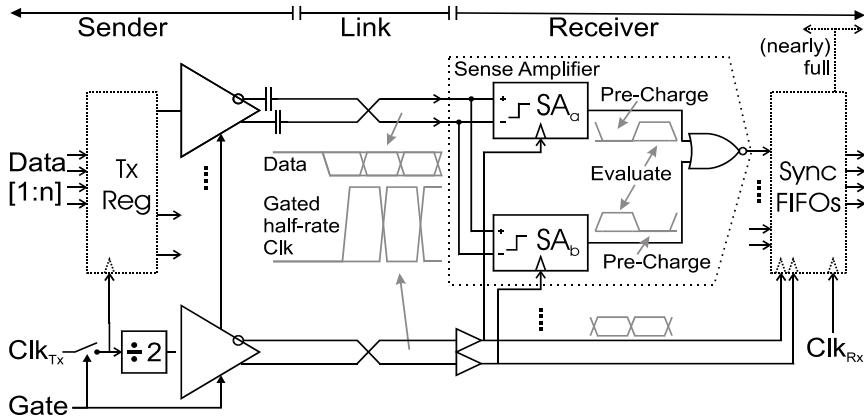 Sender
Link
Receiver
(nearly)
full
Sense Amplifier
SAa
Pre-Charge
Data
[1:n]
Tx
Reg
Data
Gated
half-rate
Clk
Evaluate
SAb
Pre-Charge
Sync
FIFOs
ClkTx
÷2
ClkRx
Gate
+
−
+
−